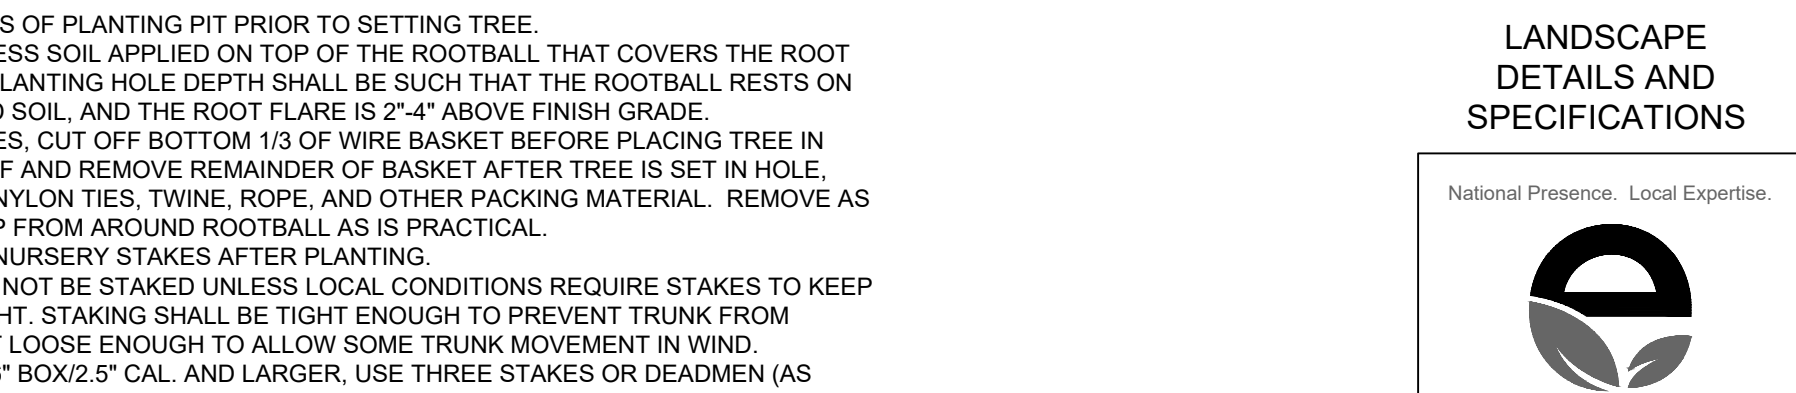 S OF PLANTING PIT PRIOR TO SETTING TREE.
ESS SOIL APPLIED ON TOP OF THE ROOTBALL THAT COVERS THE ROOT
LANTING HOLE DEPTH SHALL BE SUCH THAT THE ROOTBALL RESTS ON
SOIL, AND THE ROOT FLARE IS 2"-4" ABOVE FINISH GRADE.
ES, CUT OFF BOTTOM 1/3 OF WIRE BASKET BEFORE PLACING TREE IN
F AND REMOVE REMAINDER OF BASKET AFTER TREE IS SET IN HOLE,
NYLON TIES, TWINE, ROPE, AND OTHER PACKING MATERIAL.  REMOVE AS
P FROM AROUND ROOTBALL AS IS PRACTICAL.
NURSERY STAKES AFTER PLANTING.
NOT BE STAKED UNLESS LOCAL CONDITIONS REQUIRE STAKES TO KEEP
HT. STAKING SHALL BE TIGHT ENOUGH TO PREVENT TRUNK FROM
LOOSE ENOUGH TO ALLOW SOME TRUNK MOVEMENT IN WIND.
" BOX/2.5" CAL. AND LARGER, USE THREE STAKES OR DEADMEN (AS
LANDSCAPE
DETAILS AND
SPECIFICATIONS
National Presence.  Local Expertise.